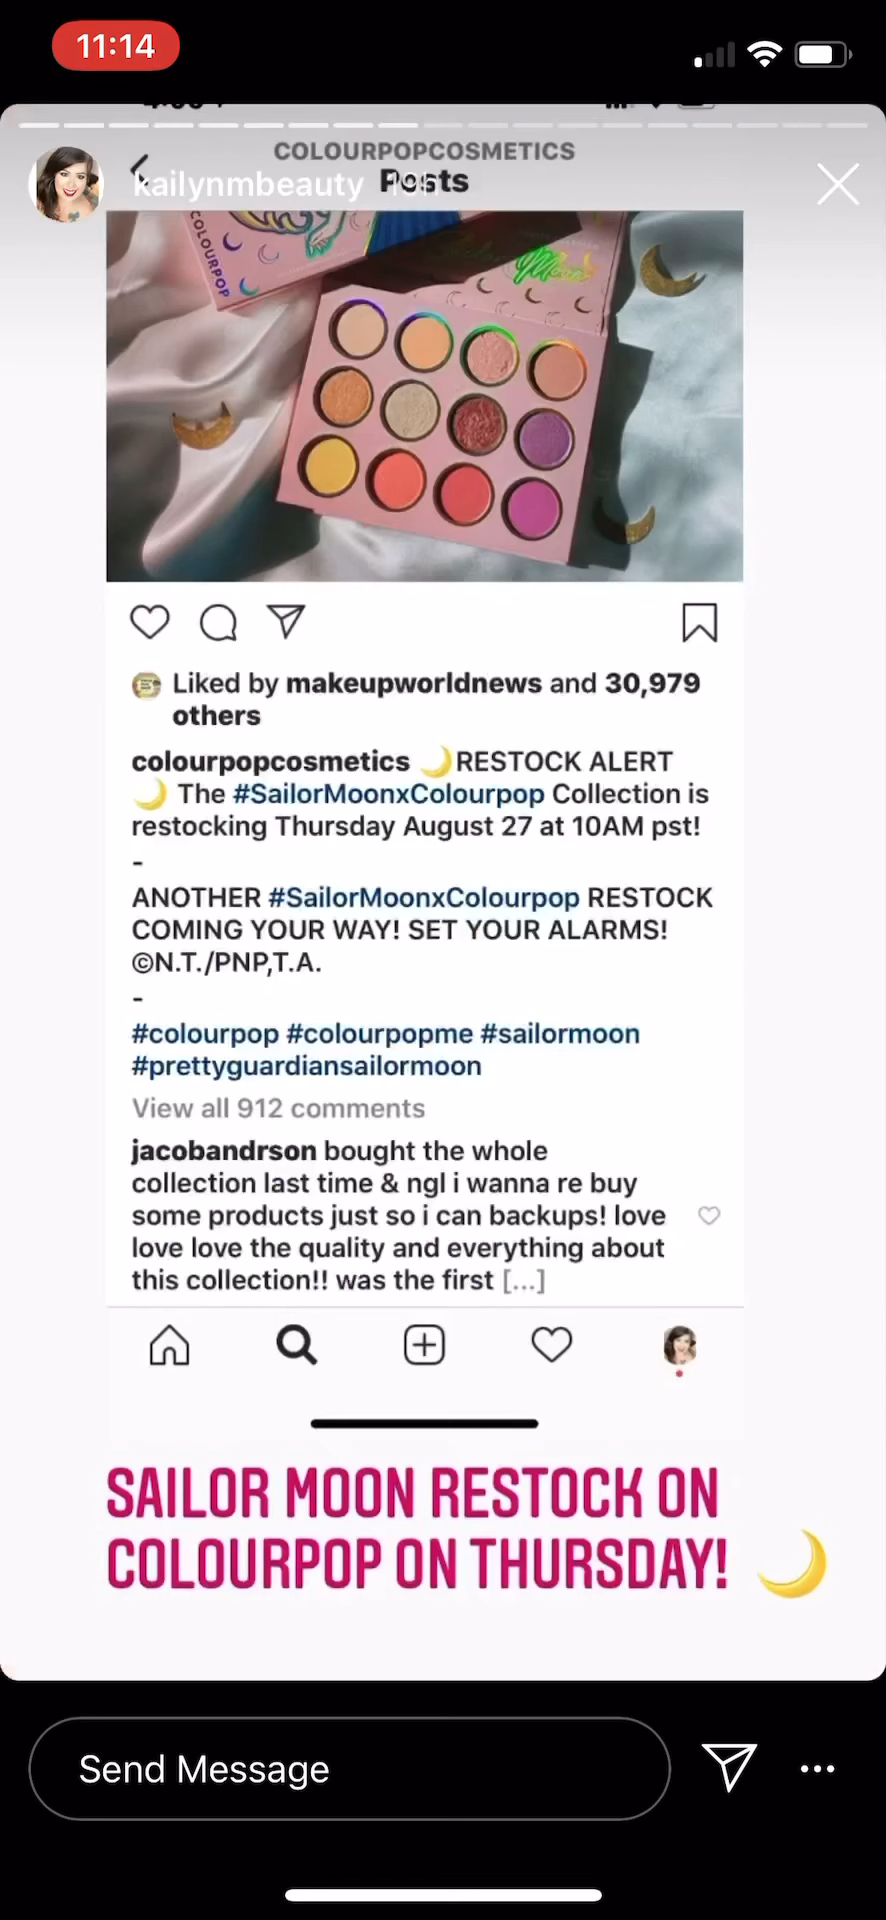 11:14
COLOURPOPCOSMETICS
Posts
kailynmbeauty
COLOURPOP
Sailor
Moon
Liked by makeupworldnews and 30,979
others
colourpopcosmetics 🌙RESTOCK ALERT
🌙 The #SailorMoonxColourpop Collection is
restocking Thursday August 27 at 10AM pst!
-
ANOTHER #SailorMoonxColourpop RESTOCK
COMING YOUR WAY! SET YOUR ALARMS!
©N.T./PNP,T.A.
-
#colourpop #colourpopme #sailormoon
#prettyguardiansailormoon
View all 912 comments
jacobandrson bought the whole
collection last time & ngl i wanna re buy
some products just so i can backups! love
love love the quality and everything about
this collection!! was the first [...]
SAILOR MOON RESTOCK ON
COLOURPOP ON THURSDAY! 🌙
Send Message